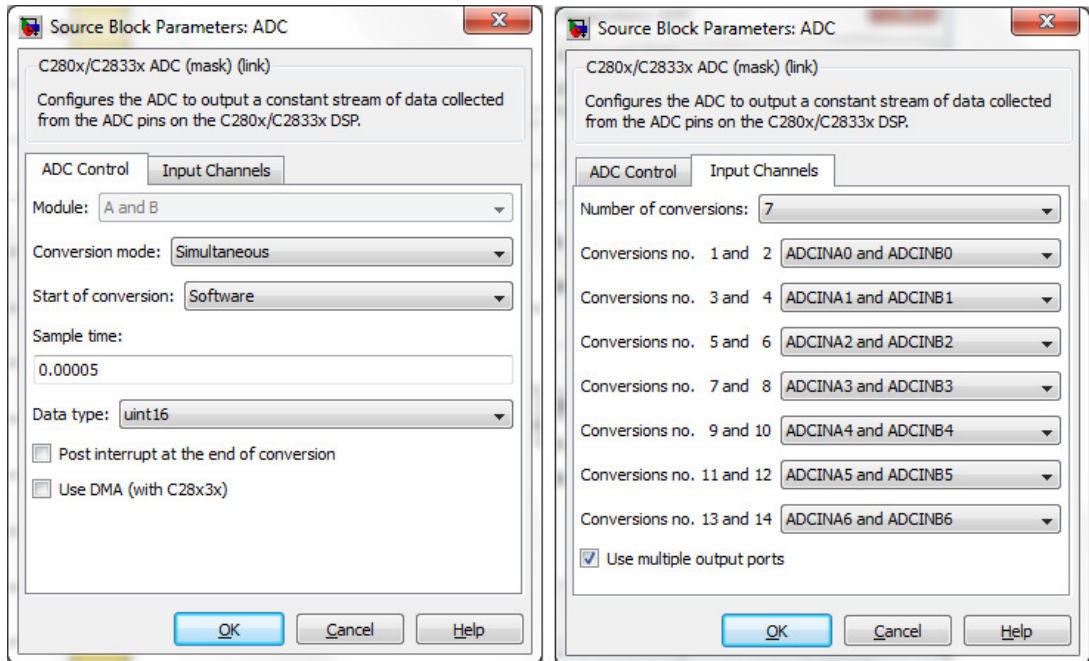 Source Block Parameters: ADC
C280x/C2833x ADC (mask) (link)
Configures the ADC to output a constant stream of data collected
from the ADC pins on the C280x/C2833x DSP.
ADC Control
Input Channels
Module: A and B
Conversion mode: Simultaneous
Start of conversion: Software
Sample time:
0.00005
Data type: uint16
Post interrupt at the end of conversion
Use DMA (with C28x3x)
OK Cancel Help
Source Block Parameters: ADC
C280x/C2833x ADC (mask) (link)
Configures the ADC to output a constant stream of data collected
from the ADC pins on the C280x/C2833x DSP.
ADC Control
Input Channels
Number of conversions: 7
Conversions no. 1 and 2 ADCINA0 and ADCINB0
Conversions no. 3 and 4 ADCINA1 and ADCINB1
Conversions no. 5 and 6 ADCINA2 and ADCINB2
Conversions no. 7 and 8 ADCINA3 and ADCINB3
Conversions no. 9 and 10 ADCINA4 and ADCINB4
Conversions no. 11 and 12 ADCINA5 and ADCINB5
Conversions no. 13 and 14 ADCINA6 and ADCINB6
Use multiple output ports
OK Cancel Help